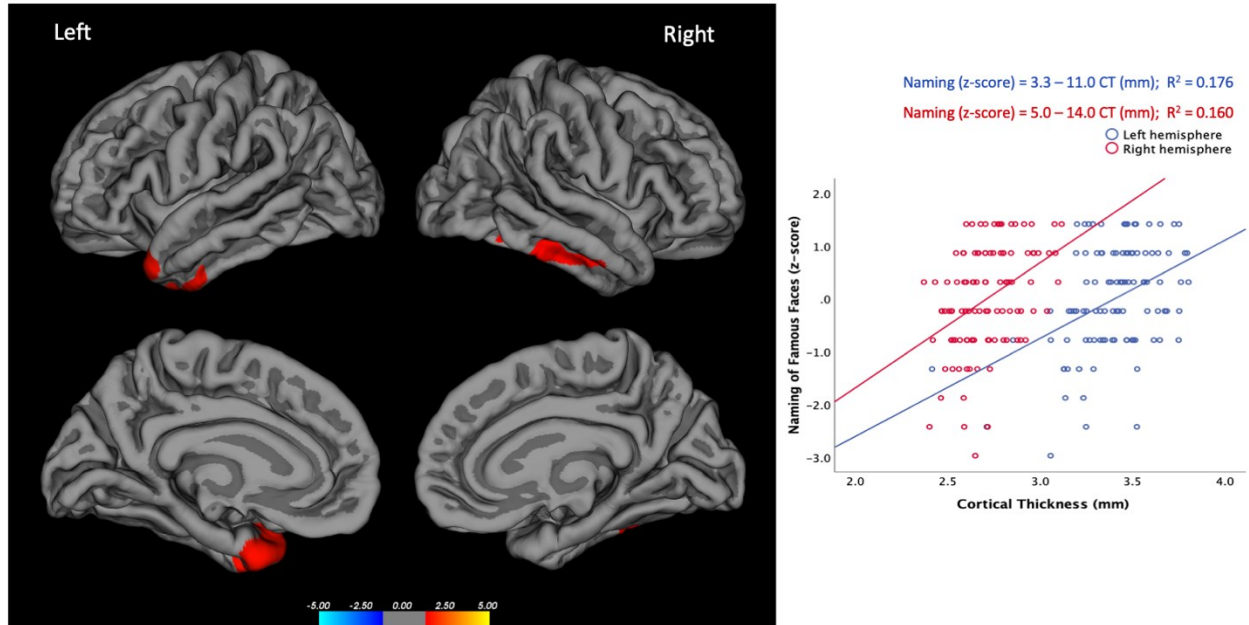 Left
Right
-5.00 -2.50 0.00 2.50 5.00
Naming (z-score) = 3.3 – 11.0 CT (mm); R² = 0.176
Naming (z-score) = 5.0 – 14.0 CT (mm); R² = 0.160
Left hemisphere
Right hemisphere
Naming of Famous Faces (z-score)
2.0
1.0
.0
-1.0
-2.0
-3.0
2.0 2.5 3.0 3.5 4.0
Cortical Thickness (mm)